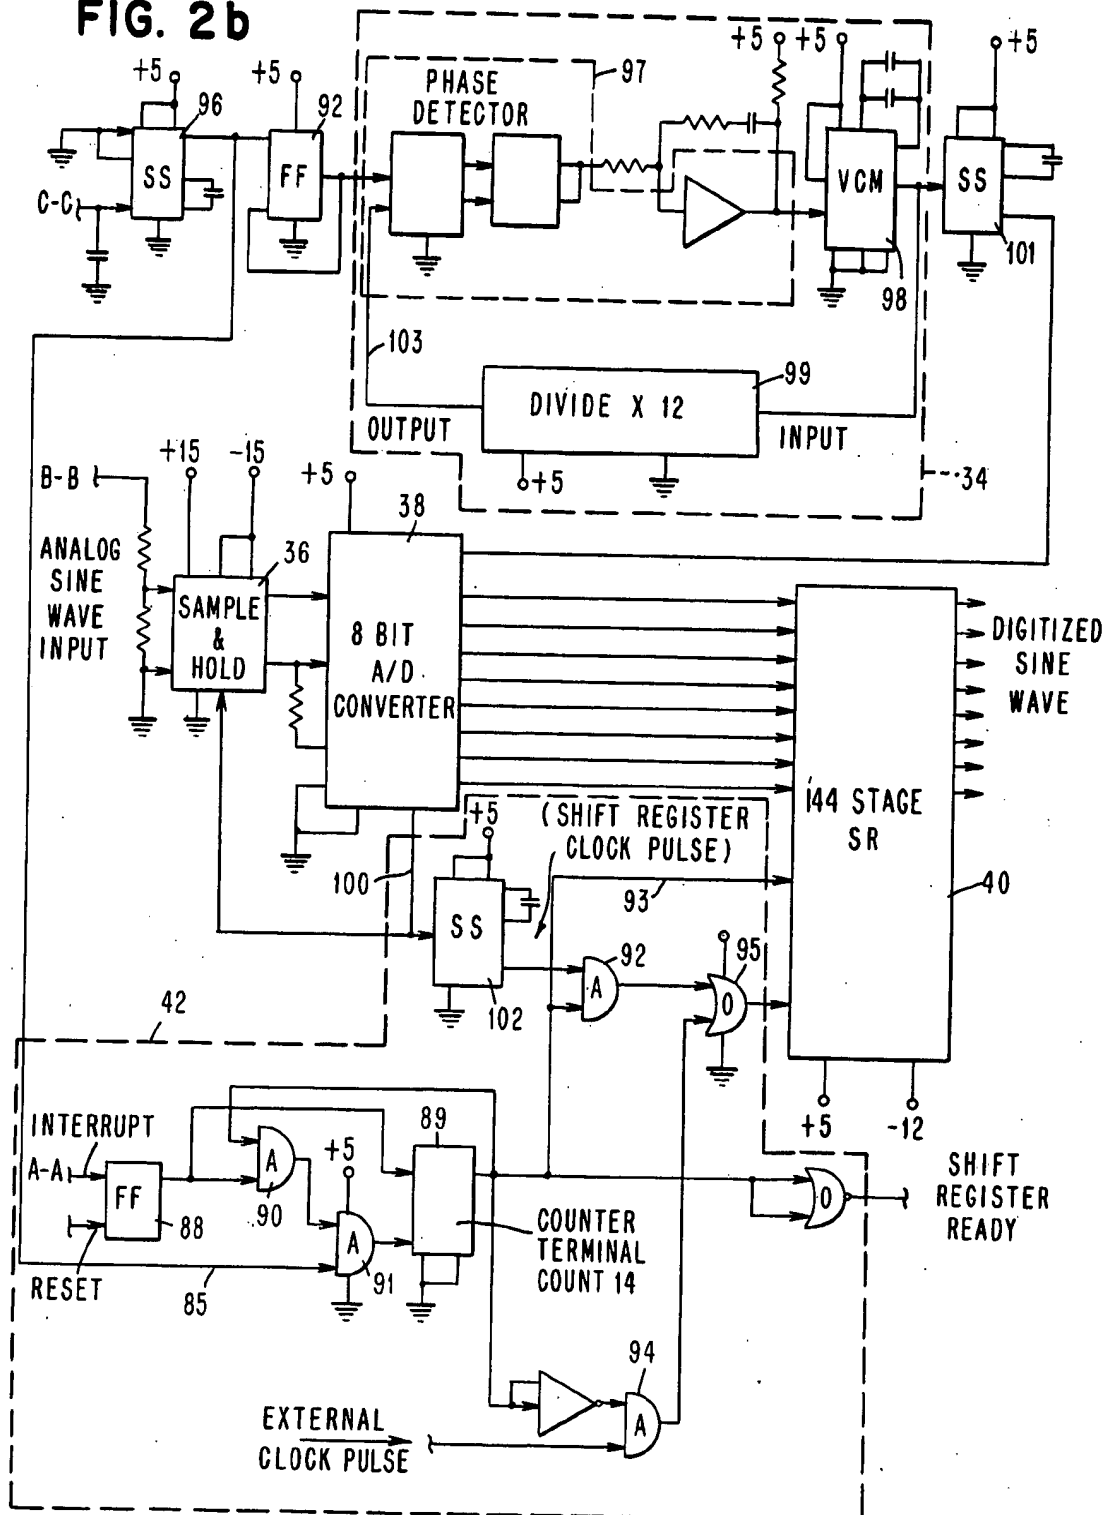 FIG. 2b
+5
96
+5
92
+5
+5
+5
PHASE
DETECTOR
97
SS
FF
VCM
SS
C-C
98
101
103
DIVIDE X 12
99
OUTPUT
INPUT
34
B-B
+15
-15
+5
+5
38
ANALOG
SINE
WAVE
INPUT
36
SAMPLE
&
HOLD
8 BIT
A/D
CONVERTER
DIGITIZED
SINE
WAVE
144 STAGE
SR
+5
(SHIFT REGISTER
CLOCK PULSE)
100
93
40
SS
92
95
A
O
102
42
+5
-12
INTERRUPT
A-A
FF
88
A
90
+5
89
A
91
COUNTER
TERMINAL
COUNT 14
O
SHIFT
REGISTER
READY
RESET
85
94
A
EXTERNAL
CLOCK PULSE